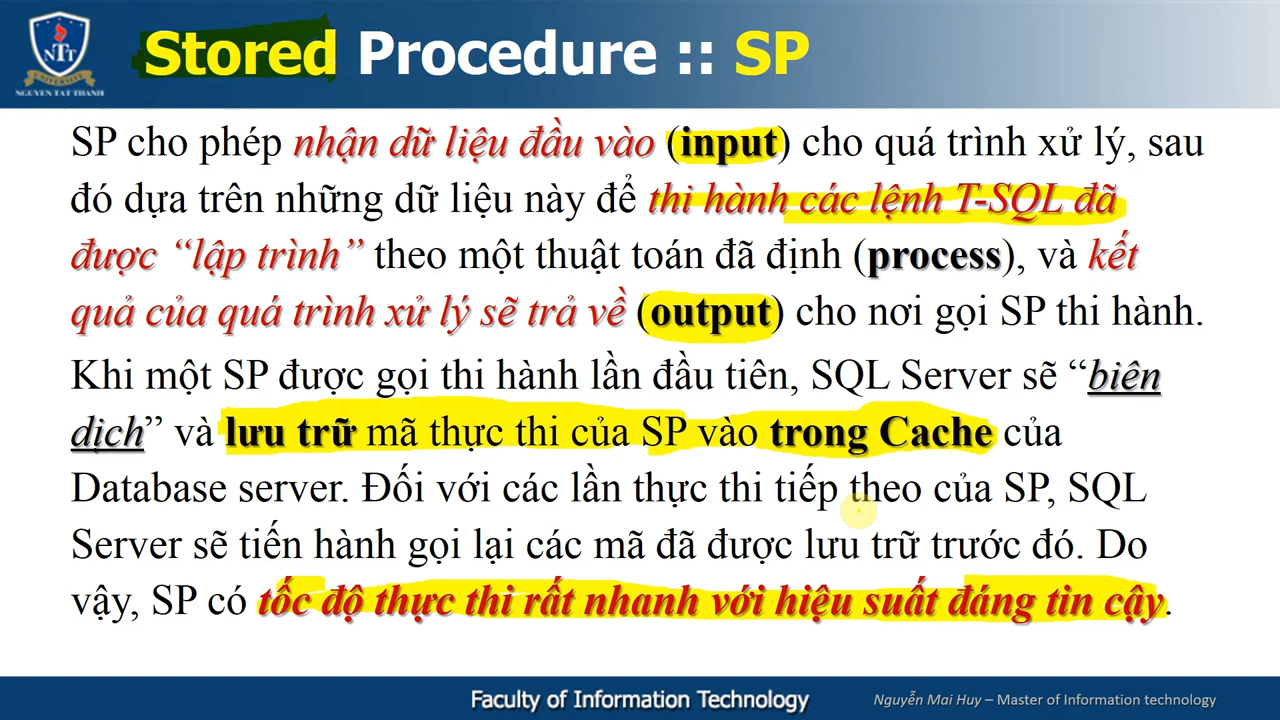 NTT
UNIVERSITY
NGUYEN TAT THANH
Stored Procedure :: SP
SP cho phép nhận dữ liệu đầu vào (input) cho quá trình xử lý, sau
đó dựa trên những dữ liệu này để thi hành các lệnh T-SQL đã
được “lập trình” theo một thuật toán đã định (process), và kết
quả của quá trình xử lý sẽ trả về (output) cho nơi gọi SP thi hành.
Khi một SP được gọi thi hành lần đầu tiên, SQL Server sẽ “biên
dịch” và lưu trữ mã thực thi của SP vào trong Cache của
Database server. Đối với các lần thực thi tiếp theo của SP, SQL
Server sẽ tiến hành gọi lại các mã đã được lưu trữ trước đó. Do
vậy, SP có tốc độ thực thi rất nhanh với hiệu suất đáng tin cậy.
Faculty of Information Technology
Nguyễn Mai Huy – Master of Information technology